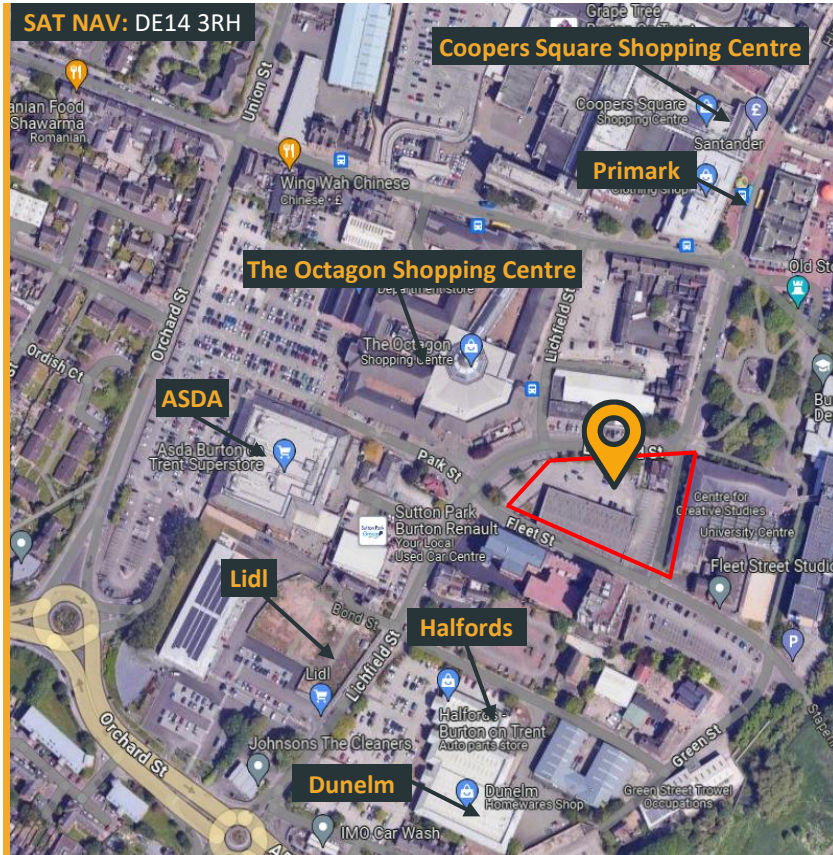 SAT NAV: DE14 3RH
Grape Tree
Coopers Square Shopping Centre
Union St
anian Food
Shawarma
Romanian
Coopers Square
Shopping Centre
£
Santander
Wing Wah Chinese
Chinese • £
Primark
Clothing Shop
The Octagon Shopping Centre
Department store
Old Sto
Orchard St
Lichfield St
The Octagon
Shopping Centre
Ordish Ct
ASDA
Asda Burton on
Trent Superstore
Park St
Centre for
Creative Studies
University Centre
Sutton Park
Burton Renault
Your Local
Used Car Centre
Sutton Park
Fleet St
Fleet Street Studio
Lidl
Bond St
Halfords
Lidl
Lichfield St
P
Halfords -
Burton on Trent
Auto parts store
Orchard St
Johnsons The Cleaners
Green St
Dunelm
Dunelm
Homewares Shop
Green Street Trowel
Occupations
IMO Car Wash